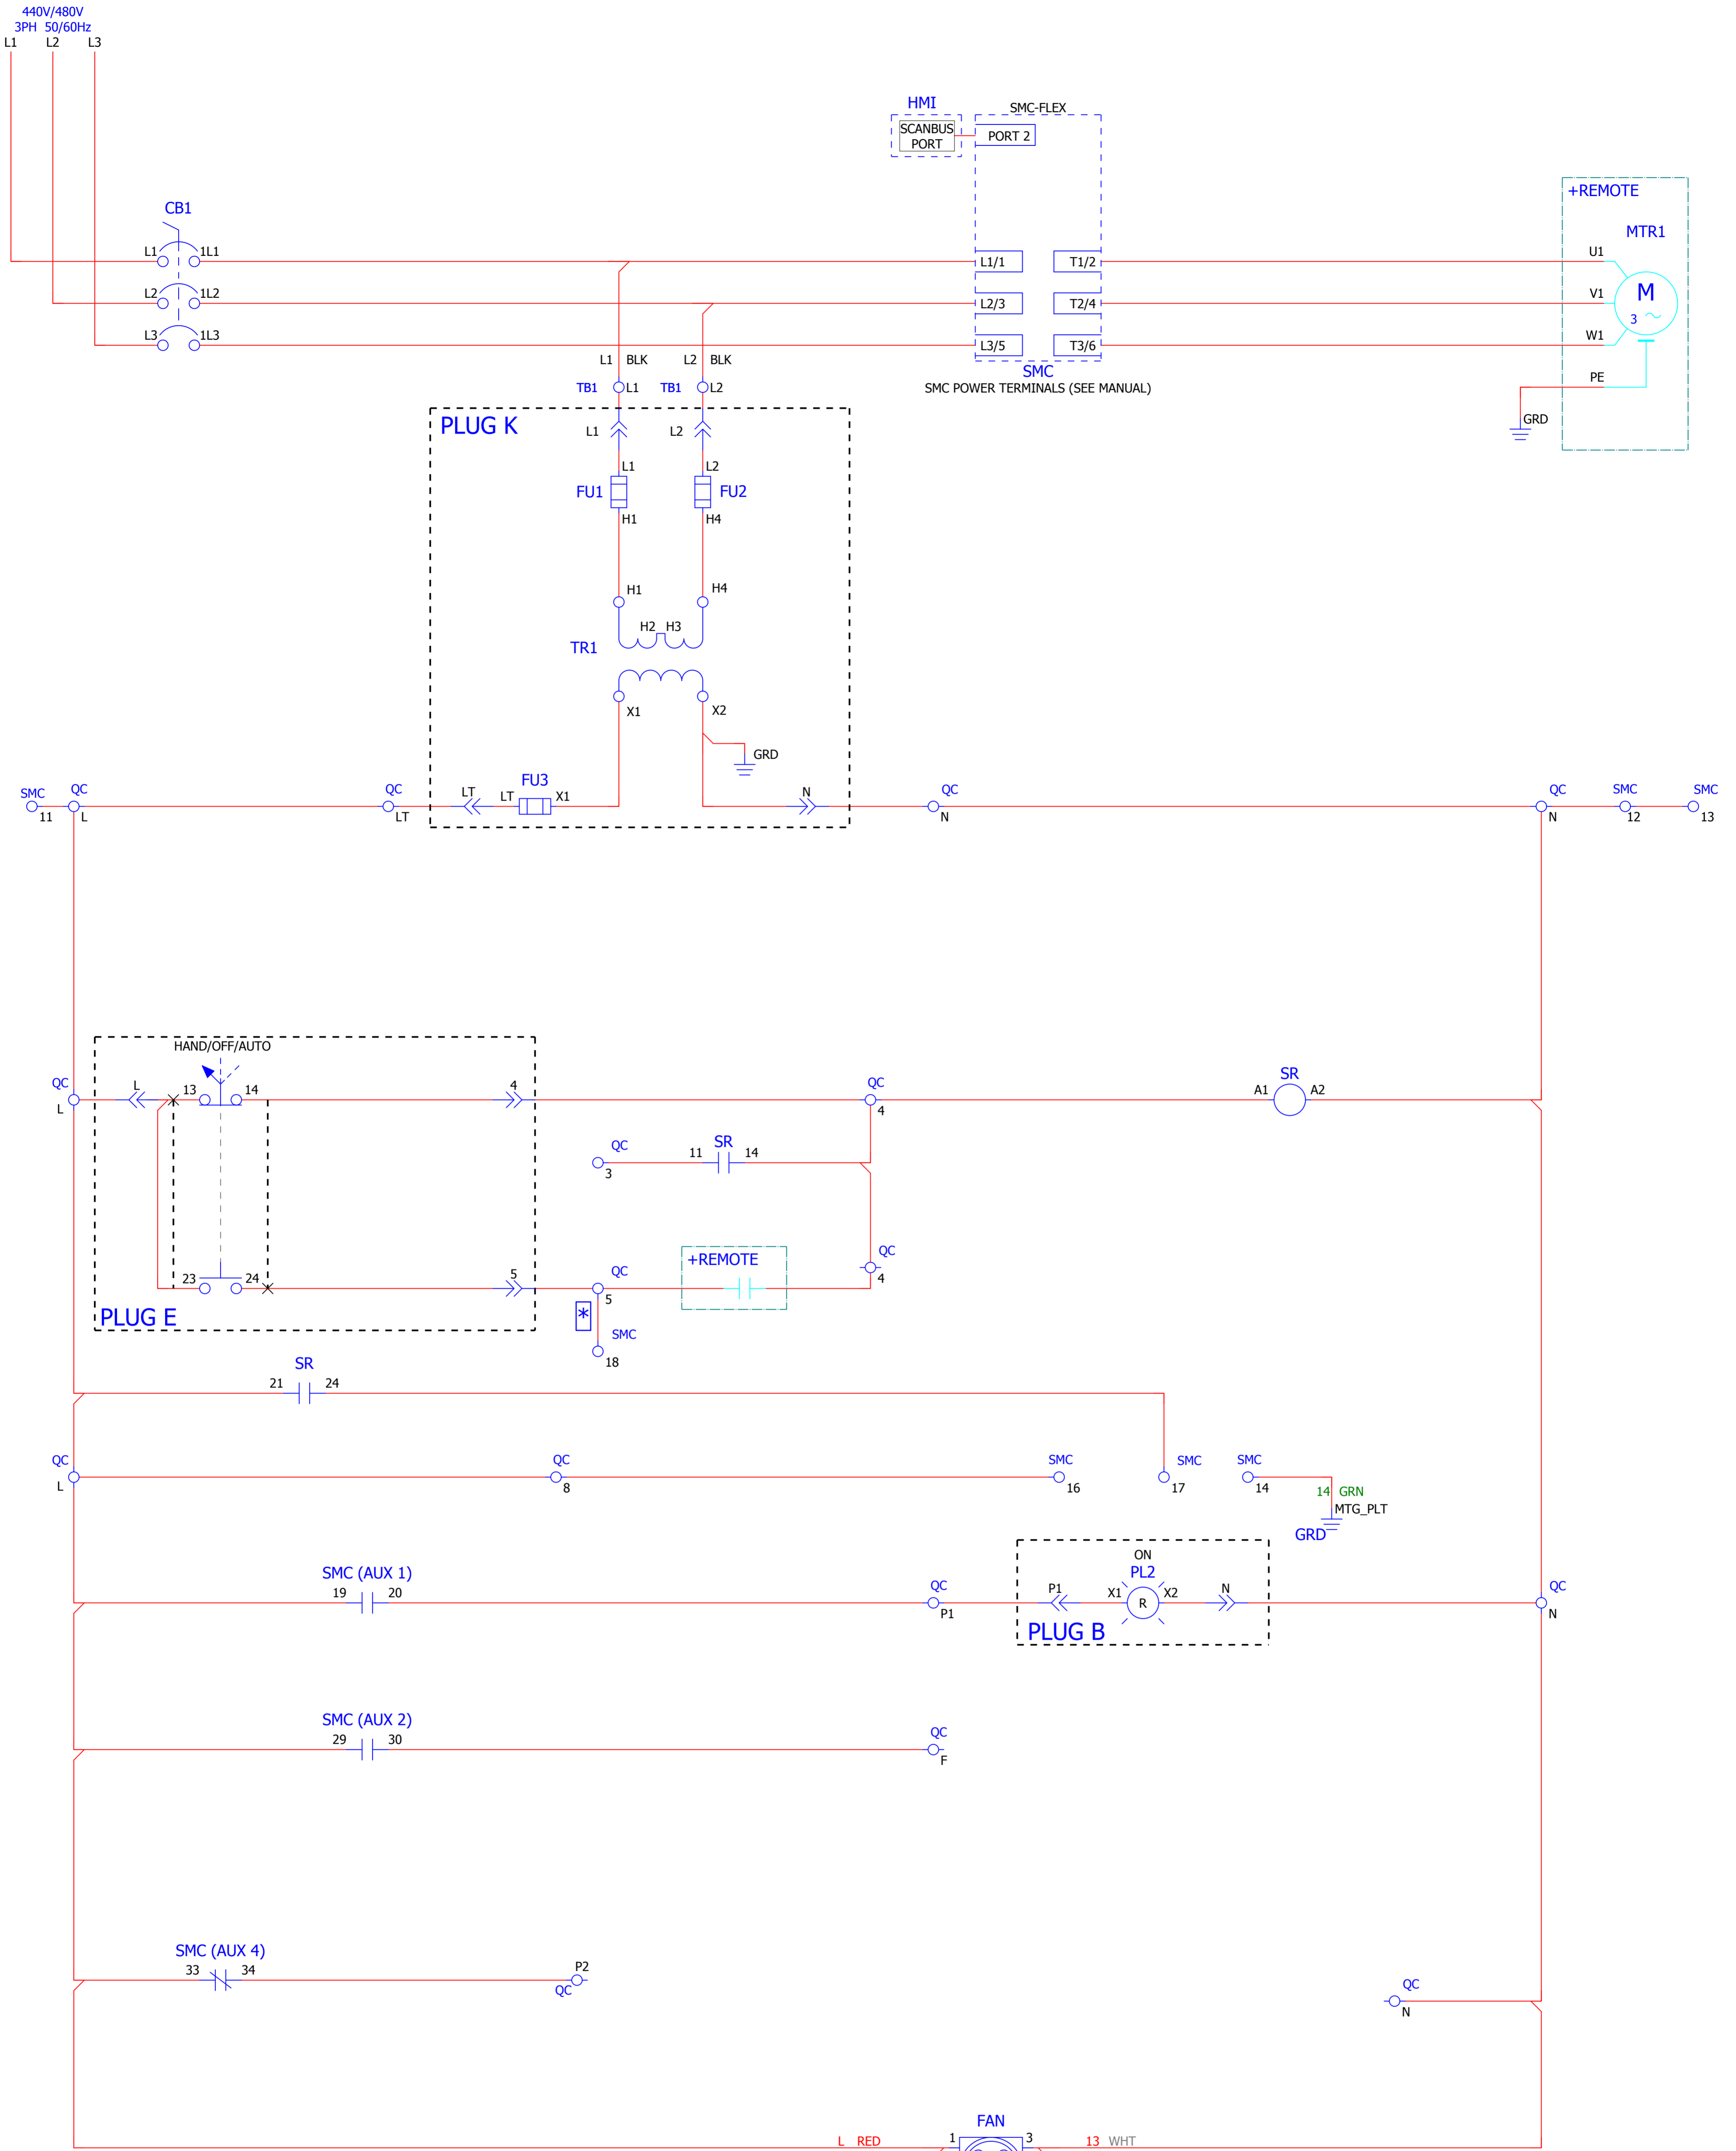 440V/480V
3PH 50/60Hz
L1 L2 L3
HMI
SMC-FLEX
SCANBUS
PORT
PORT 2
+REMOTE
CB1
MTR1
L1 1L1
L1/1 T1/2
U1
L2 1L2
L2/3 T2/4
V1
M
3
L3 1L3
L3/5 T3/6
W1
L1 BLK L2 BLK
SMC
PE
TB1 L1 TB1 L2
SMC POWER TERMINALS (SEE MANUAL)
GRD
PLUG K
L1 L2
L1 L2
FU1 FU2
H1 H4
H1 H4
H2 H3
TR1
X1 X2
GRD
FU3
SMC QC QC
LT LT X1 N
QC QC SMC SMC
11 L LT N N 12 13
HAND/OFF/AUTO
QC L 13 14 4 QC SR
L 4 A1 A2
QC SR
11 14
3
+REMOTE
QC
4
23 24 5 QC
5
PLUG E
*
SMC
18
SR
21 24
QC QC SMC SMC SMC
L 8 16 17 14
14 GRN
MTG_PLT
GRD
ON
SMC (AUX 1)
PL2
19 20 QC P1 X1 R X2 N QC
P1 N
PLUG B
SMC (AUX 2)
29 30 QC
F
SMC (AUX 4)
33 34 P2
QC
QC
N
FAN
L RED 1 3 13 WHT